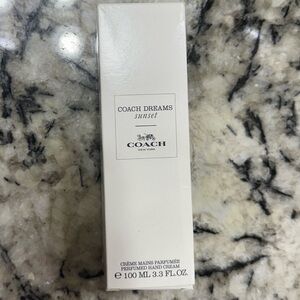 COACH DREAMS
sunset
COACH
NEW YORK
CRÈME MAINS PARFUMÉE
PERFUMED HAND CREAM
e 100 ML 3.3 FL.OZ.